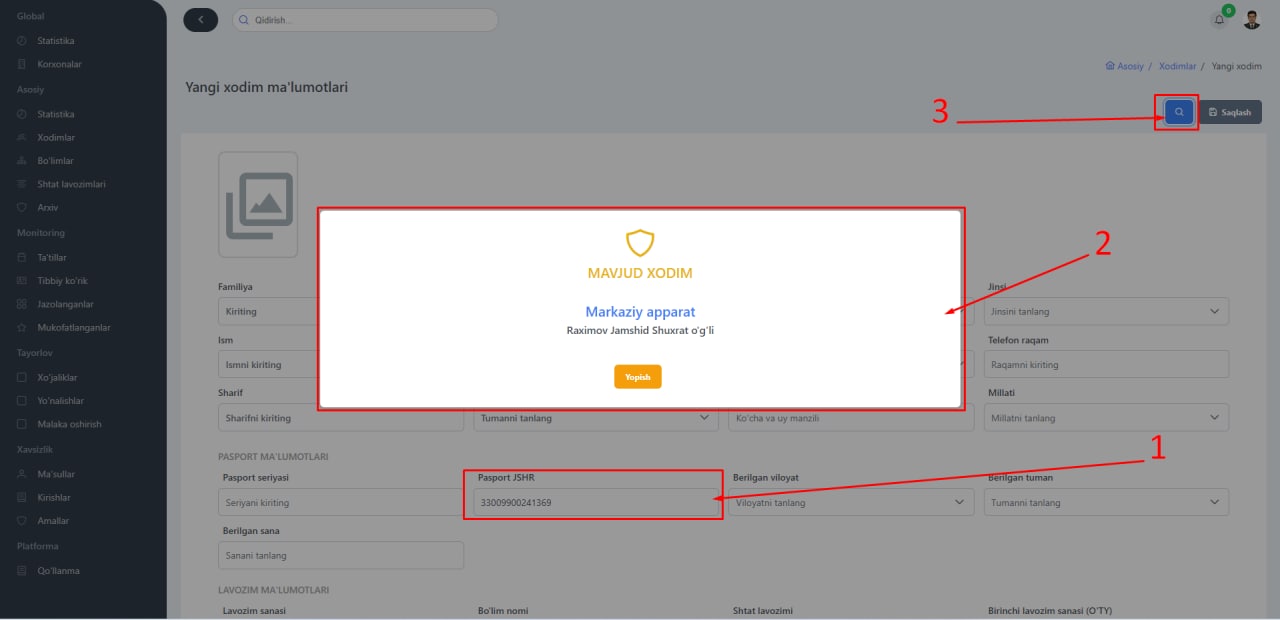 Global
Statistika
Korxonalar
Asosiy
Statistika
Xodimlar
Bo'limlar
Shtat lavozimlari
Arxiv
Monitoring
Ta'tillar
Tibbiy ko'rik
Jazolanganlar
Mukofatlanganlar
Tayorlov
Xo'jaliklar
Yo'nalishlar
Malaka oshirish
Xavsizlik
Ma'sullar
Kirishlar
Amallar
Platforma
Qo'llanma
Qidirish...
0
Asosiy / Xodimlar / Yangi xodim
Yangi xodim ma'lumotlari
3
Saqlash
MAVJUD XODIM
Markaziy apparat
Raximov Jamshid Shuxrat o'g'li
Yopish
2
Familiya
Kiriting
Jinsi
Jinsini tanlang
Ism
Ismni kiriting
Telefon raqam
Raqamni kiriting
Sharif
Sharifni kiriting
Tumanni tanlang
Ko'cha va uy manzili
Millati
Millatni tanlang
1
PASPORT MA'LUMOTLARI
Pasport seriyasi
Seriyani kiriting
Pasport JSHR
33009900241369
Berilgan viloyat
Viloyatni tanlang
Berilgan tuman
Tumanni tanlang
Berilgan sana
Sanani tanlang
LAVOZIM MA'LUMOTLARI
Lavozim sanasi
Bo'lim nomi
Shtat lavozimi
Birinchi lavozim sanasi (O'TY)